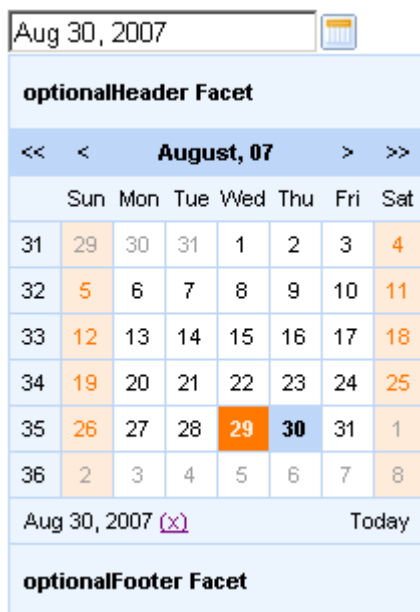 Aug 30, 2007
optionalHeader Facet
<< < August, 07 > >>
Sun Mon Tue Wed Thu Fri Sat
31 29 30 31 1 2 3 4
32 5 6 7 8 9 10 11
33 12 13 14 15 16 17 18
34 19 20 21 22 23 24 25
35 26 27 28 29 30 31 1
36 2 3 4 5 6 7 8
Aug 30, 2007 (x) Today
optionalFooter Facet